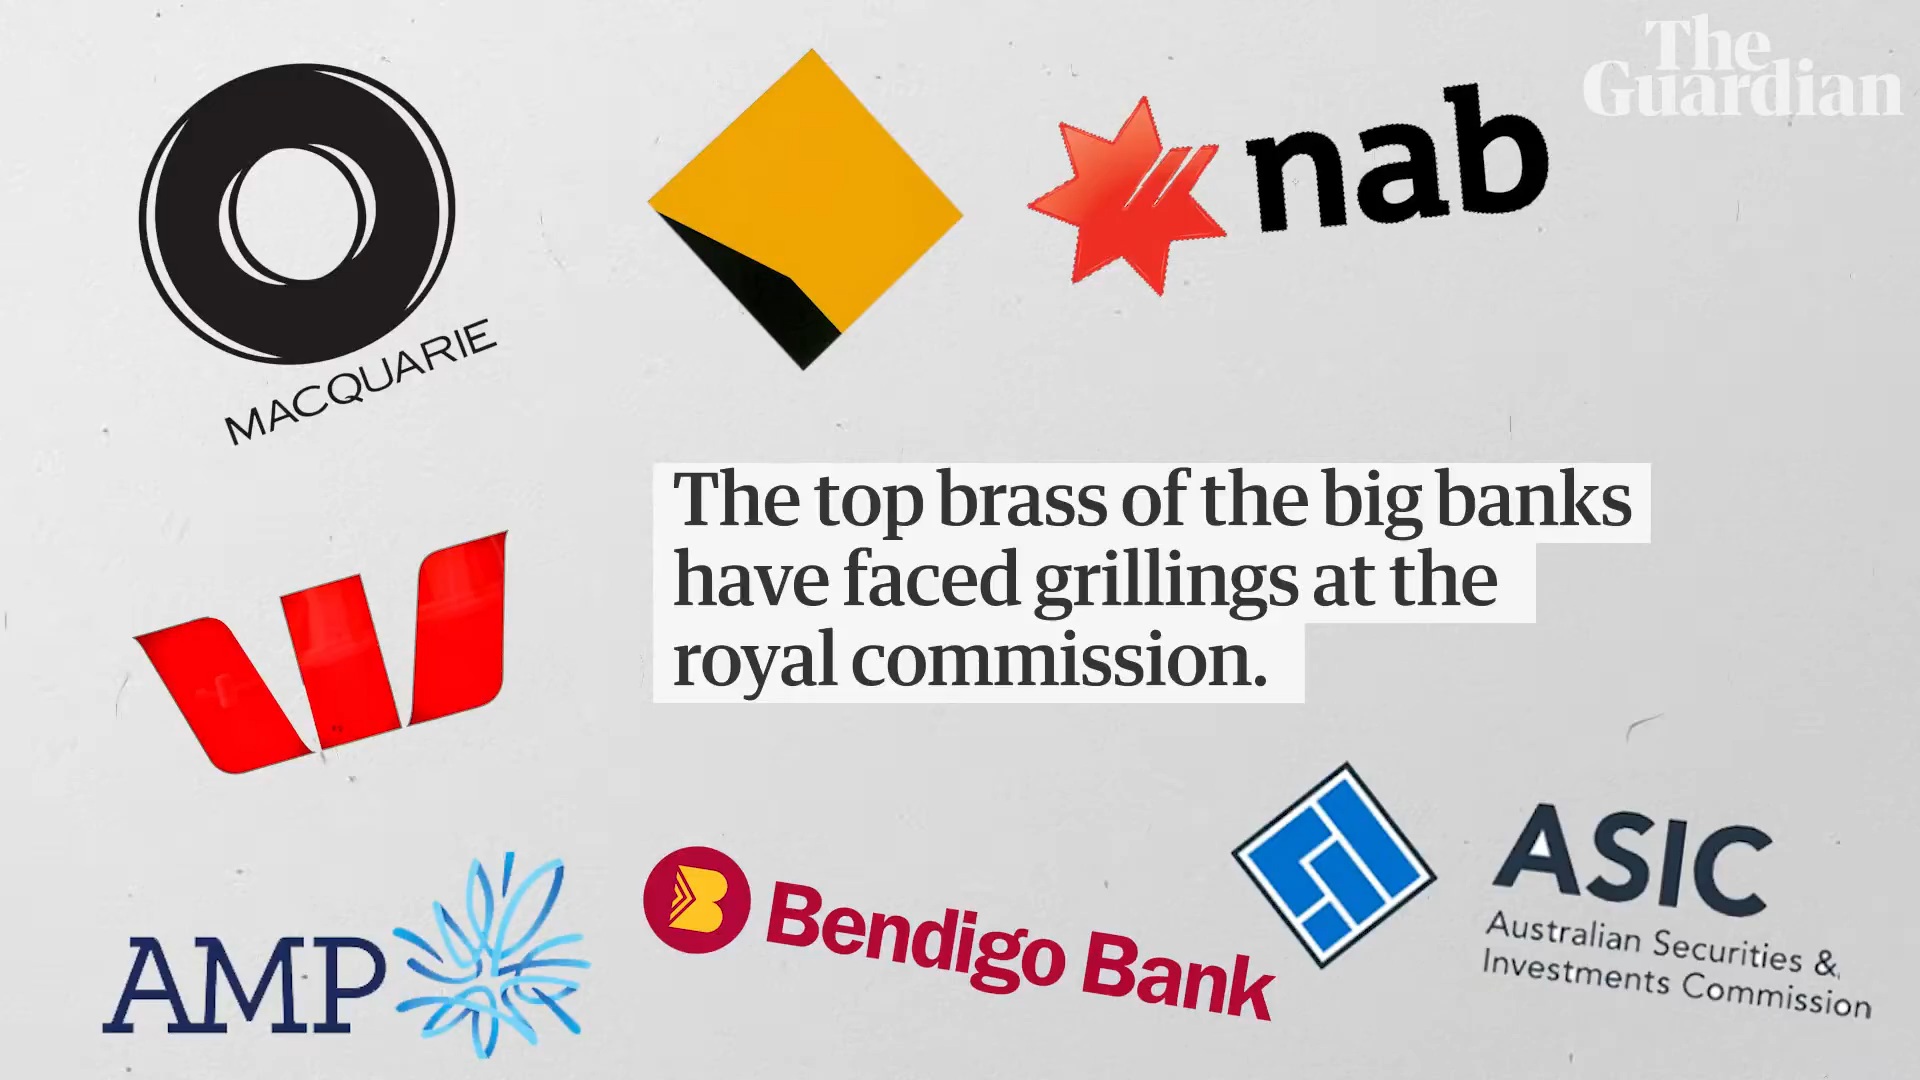 The
Guardian
MACQUARIE
nab
The top brass of the big banks
have faced grillings at the
royal commission.
AMP
Bendigo Bank
ASIC
Australian Securities &
Investments Commission